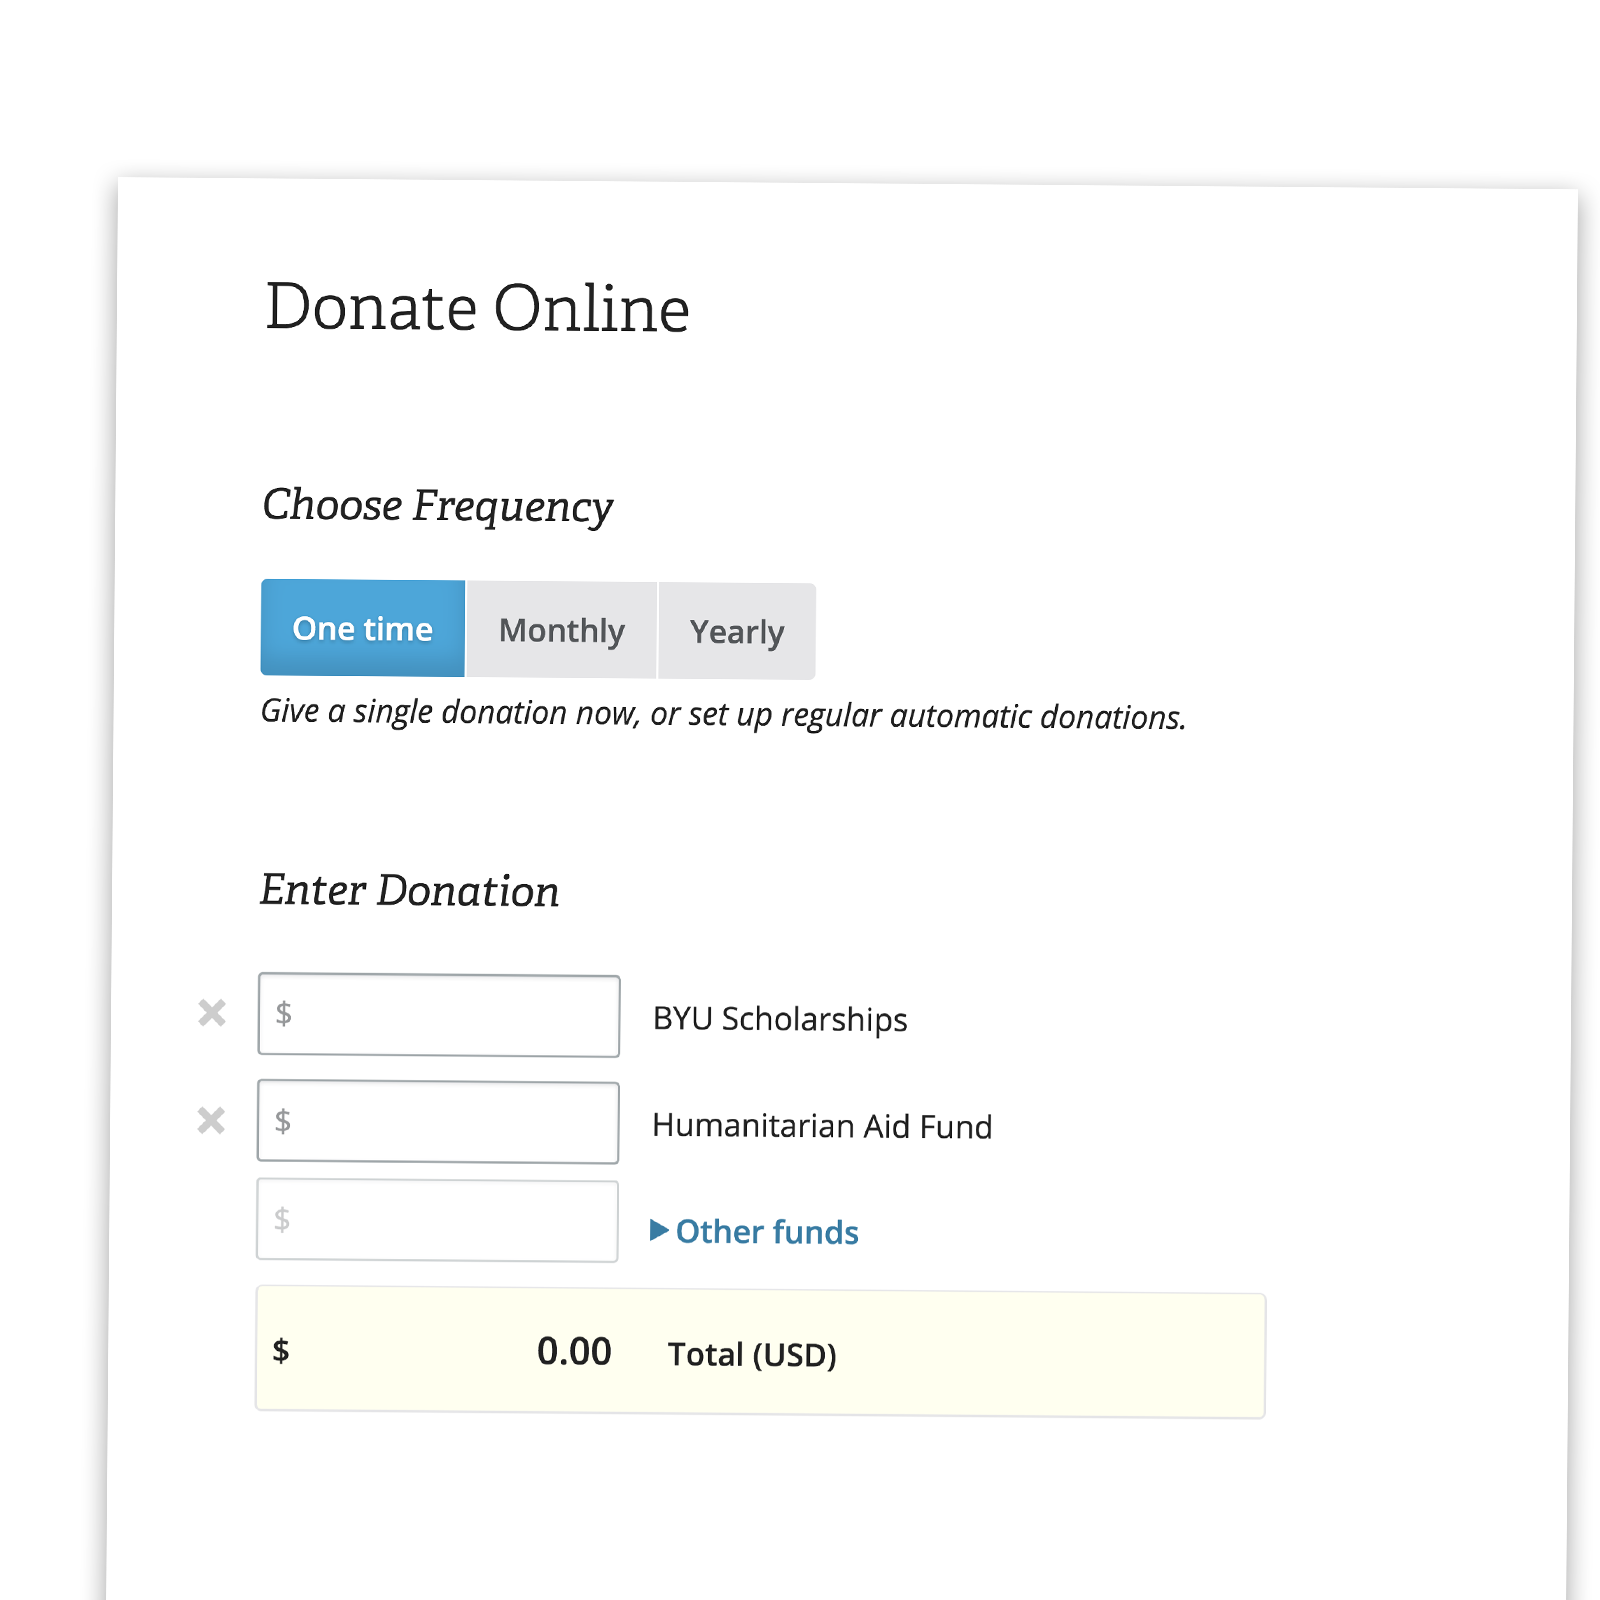 Donate Online
Choose Frequency
One time Monthly Yearly
Give a single donation now, or set up regular automatic donations.
Enter Donation
$ BYU Scholarships
$ Humanitarian Aid Fund
$ Other funds
$ 0.00 Total (USD)